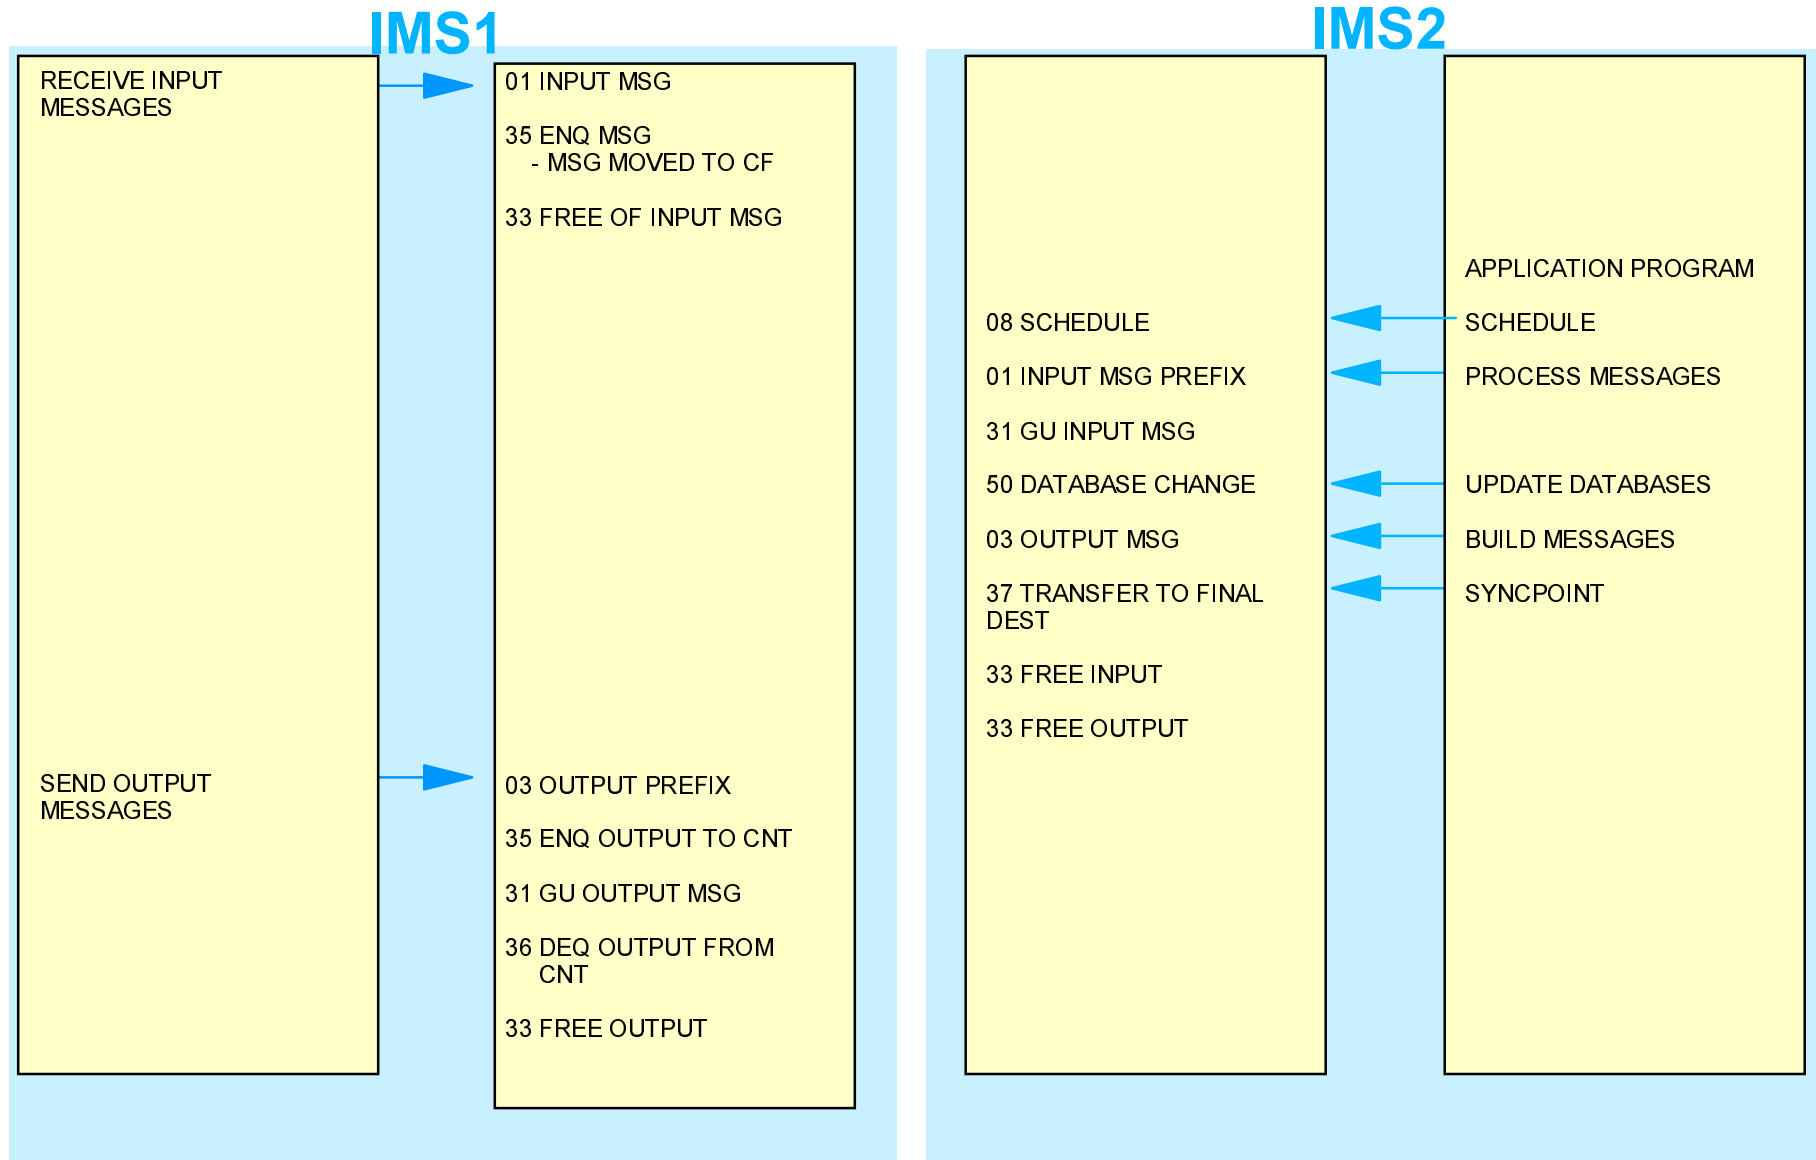 IMS1
RECEIVE INPUT
MESSAGES
SEND OUTPUT
MESSAGES
01 INPUT MSG
35 ENQ MSG
- MSG MOVED TO CF
33 FREE OF INPUT MSG
03 OUTPUT PREFIX
35 ENQ OUTPUT TO CNT
31 GU OUTPUT MSG
36 DEQ OUTPUT FROM
CNT
33 FREE OUTPUT
IMS2
08 SCHEDULE
01 INPUT MSG PREFIX
31 GU INPUT MSG
50 DATABASE CHANGE
03 OUTPUT MSG
37 TRANSFER TO FINAL
DEST
33 FREE INPUT
33 FREE OUTPUT
APPLICATION PROGRAM
SCHEDULE
PROCESS MESSAGES
UPDATE DATABASES
BUILD MESSAGES
SYNCPOINT